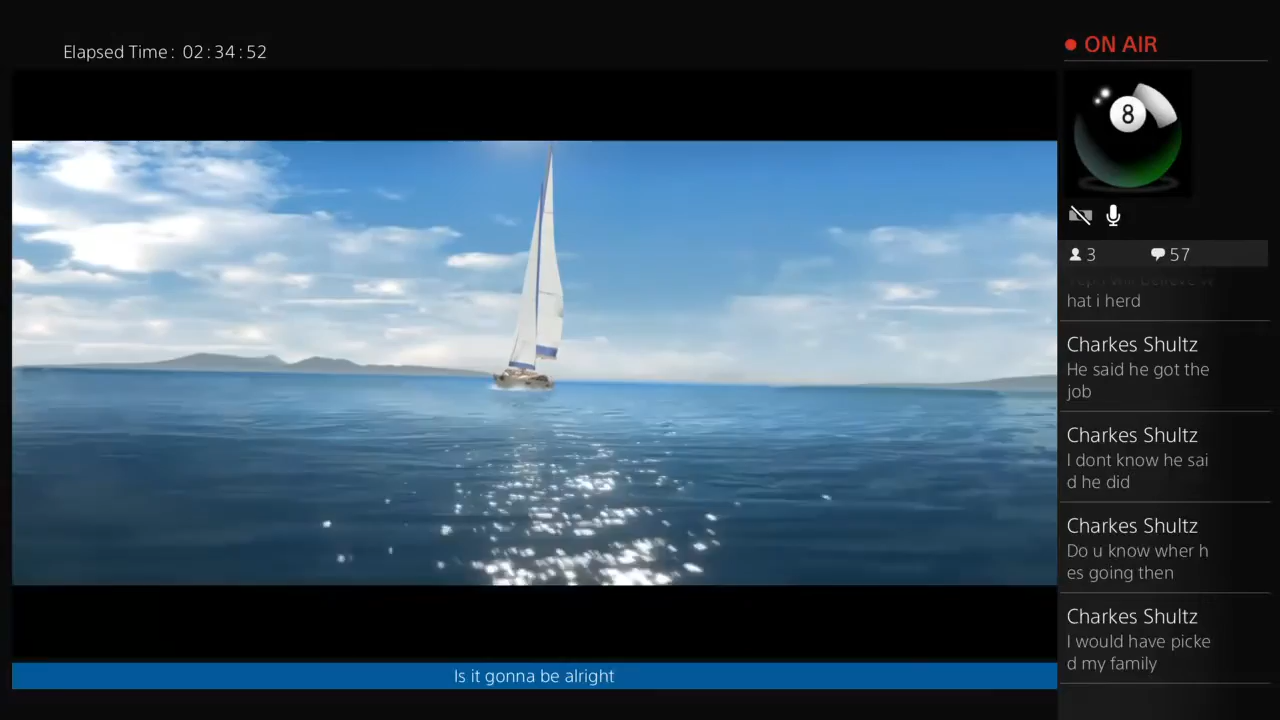 Elapsed Time: 02:34:52
ON AIR
8
3
57
hat i herd
Charkes Shultz
He said he got the
job
Charkes Shultz
I dont know he sai
d he did
Charkes Shultz
Do u know wher h
es going then
Charkes Shultz
I would have picke
d my family
Is it gonna be alright